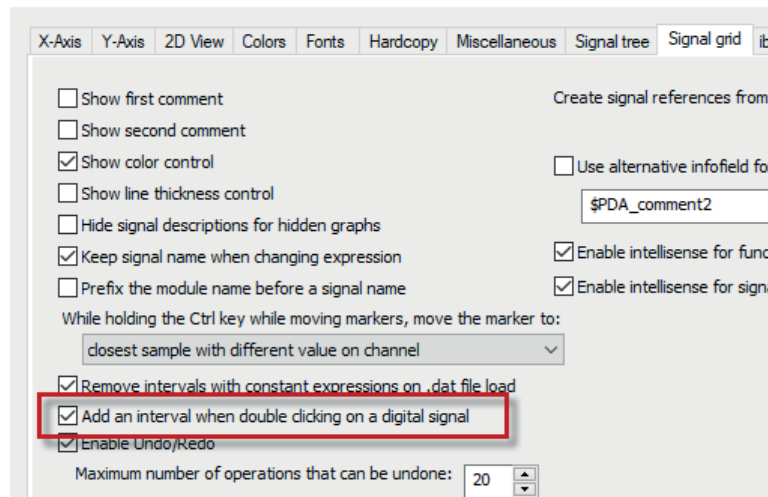 X-Axis Y-Axis 2D View Colors Fonts Hardcopy Miscellaneous Signal tree Signal grid
Show first comment
Show second comment
Show color control
Show line thickness control
Hide signal descriptions for hidden graphs
Keep signal name when changing expression
Prefix the module name before a signal name
While holding the Ctrl key while moving markers, move the marker to:
closest sample with different value on channel
Remove intervals with constant expressions on .dat file load
Add an interval when double clicking on a digital signal
Enable Undo/Redo
Maximum number of operations that can be undone: 20
Create signal references from
Use alternative infofield fo
$PDA_comment2
Enable intellisense for func
Enable intellisense for sign